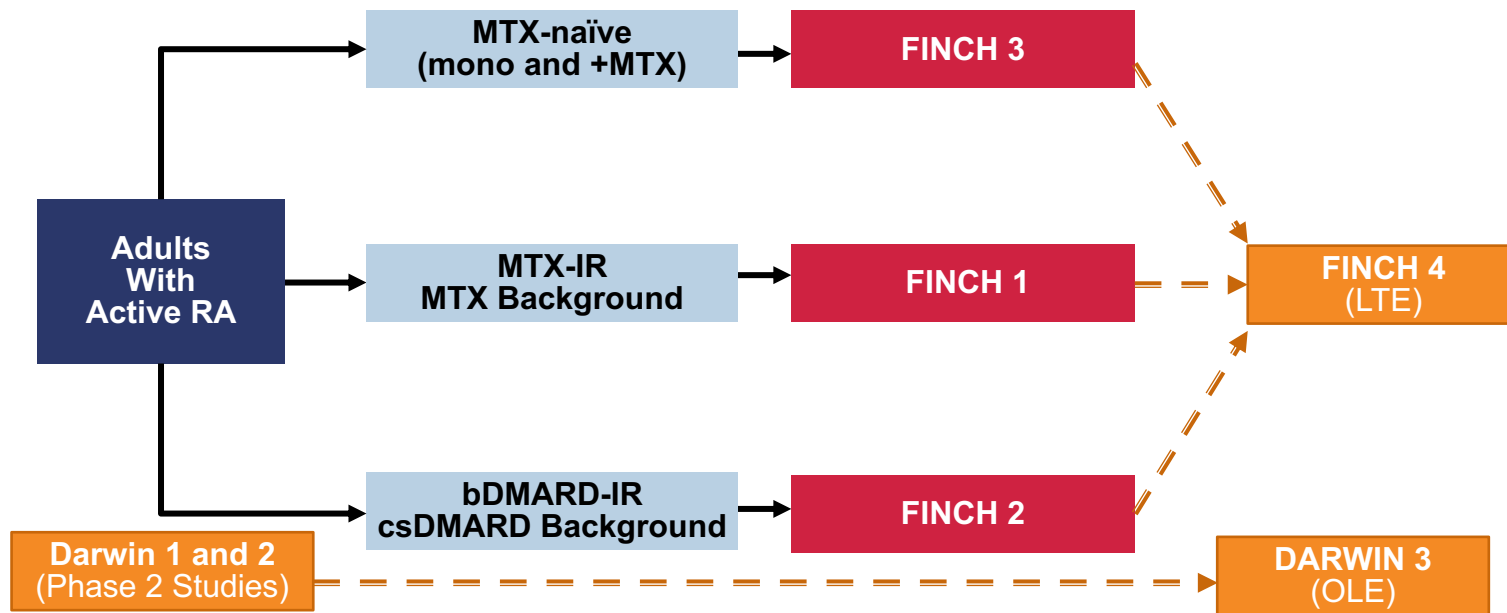 MTX-naïve
(mono and +MTX)
FINCH 3
Adults
With
Active RA
MTX-IR
MTX Background
FINCH 1
FINCH 4
(LTE)
bDMARD-IR
csDMARD Background
FINCH 2
Darwin 1 and 2
(Phase 2 Studies)
DARWIN 3
(OLE)